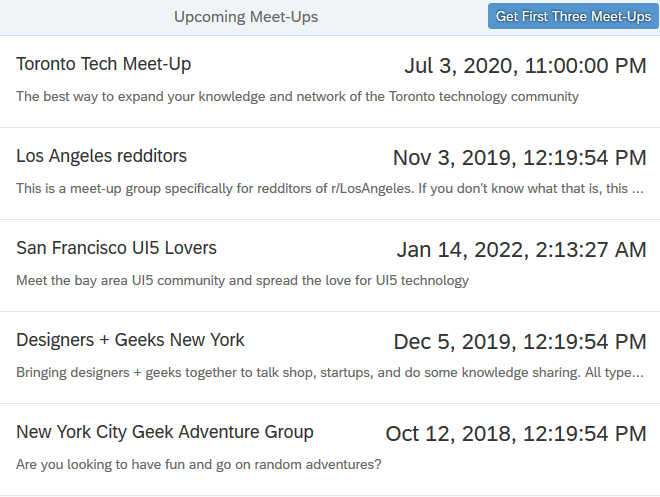 Upcoming Meet-Ups Get First Three Meet-Ups
Toronto Tech Meet-Up Jul 3, 2020, 11:00:00 PM
The best way to expand your knowledge and network of the Toronto technology community
Los Angeles redditors Nov 3, 2019, 12:19:54 PM
This is a meet-up group specifically for redditors of r/LosAngeles. If you don't know what that is, this ...
San Francisco UI5 Lovers Jan 14, 2022, 2:13:27 AM
Meet the bay area UI5 community and spread the love for UI5 technology
Designers + Geeks New York Dec 5, 2019, 12:19:54 PM
Bringing designers + geeks together to talk shop, startups, and do some knowledge sharing. All type...
New York City Geek Adventure Group Oct 12, 2018, 12:19:54 PM
Are you looking to have fun and go on random adventures?